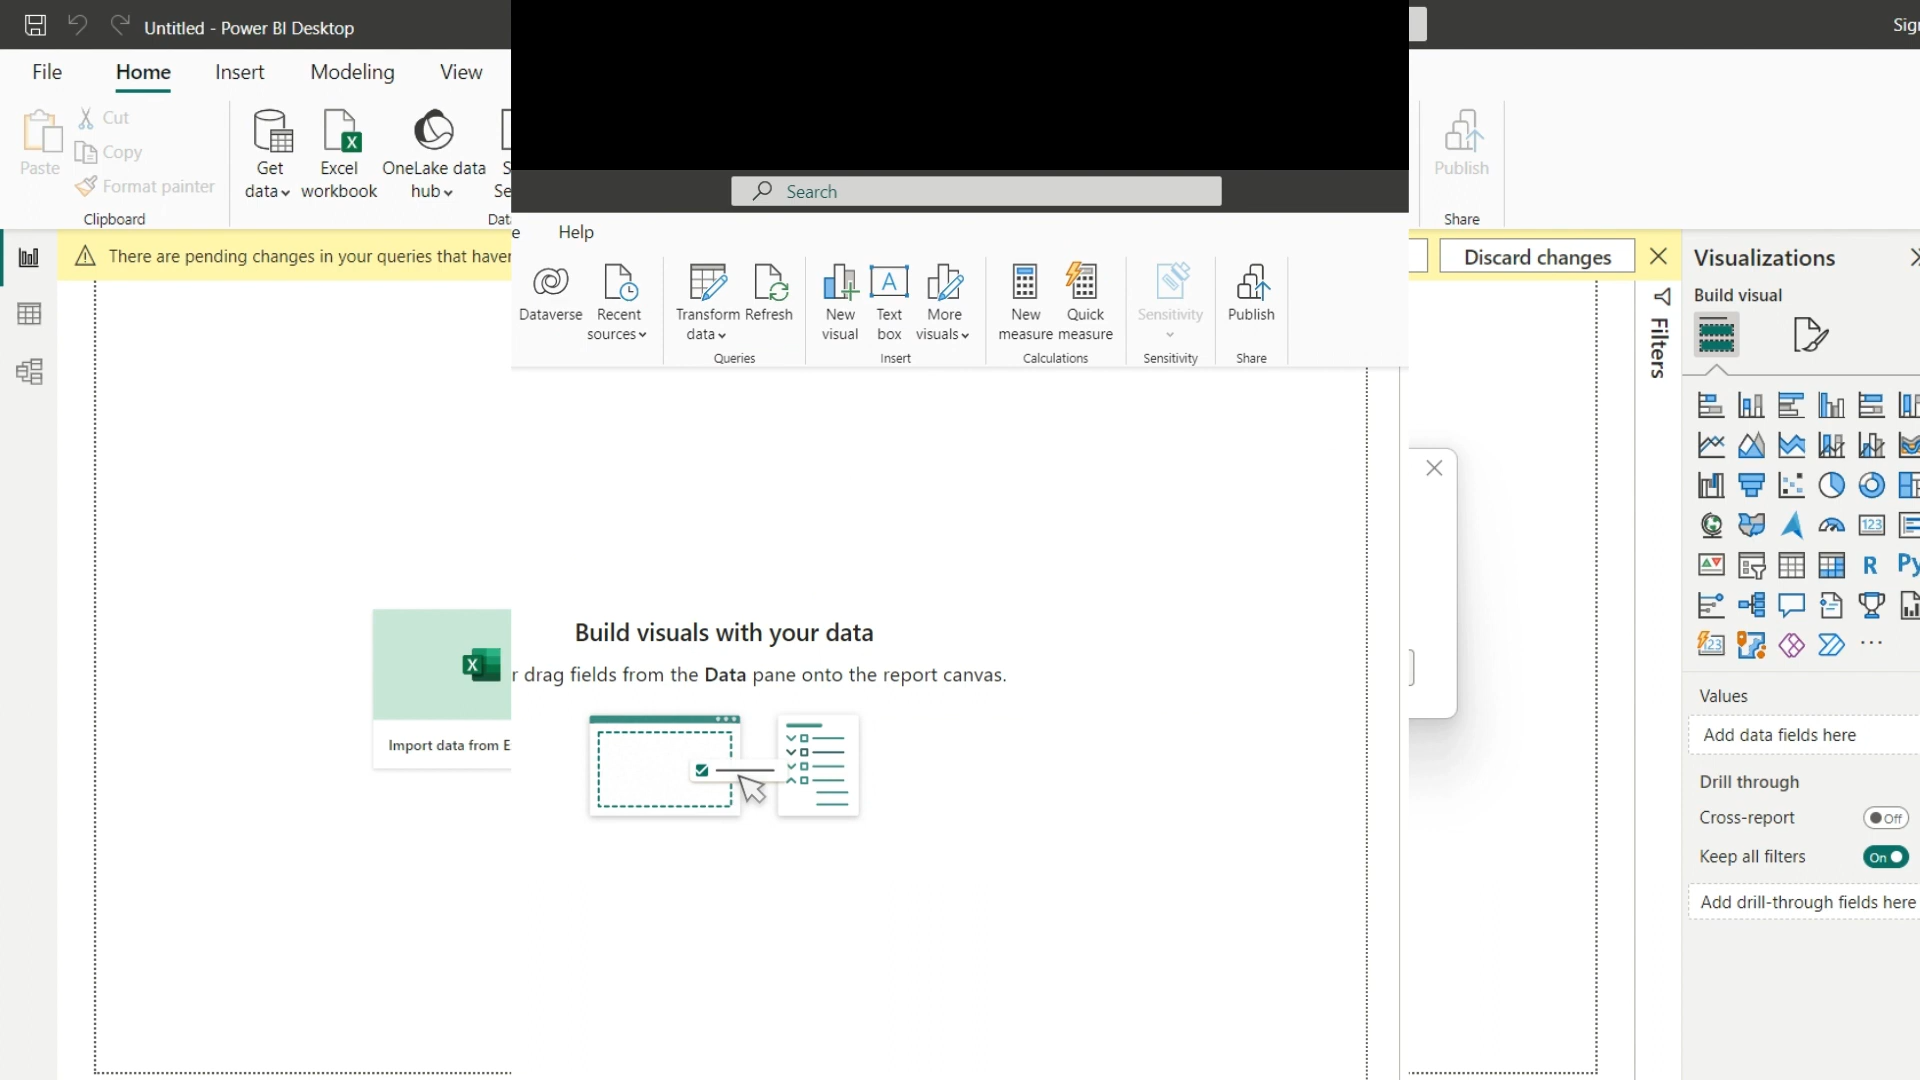 Untitled - Power BI Desktop
Sig
File Home Insert Modeling View
Paste
Cut
Copy
Format painter
Clipboard
Get data
Excel workbook
OneLake data hub
S
Se
Dat
There are pending changes in your queries that haven
Import data from E
Search
e Help
Dataverse
Recent sources
Transform data
Refresh
Queries
New visual
Text box
More visuals
Insert
New measure
Quick measure
Calculations
Sensitivity
Sensitivity
Publish
Share
Build visuals with your data
r drag fields from the Data pane onto the report canvas.
Publish
Share
Discard changes
Filters
Visualizations
Build visual
123
R
Py
123
Values
Add data fields here
Drill through
Cross-report
Off
Keep all filters
On
Add drill-through fields here